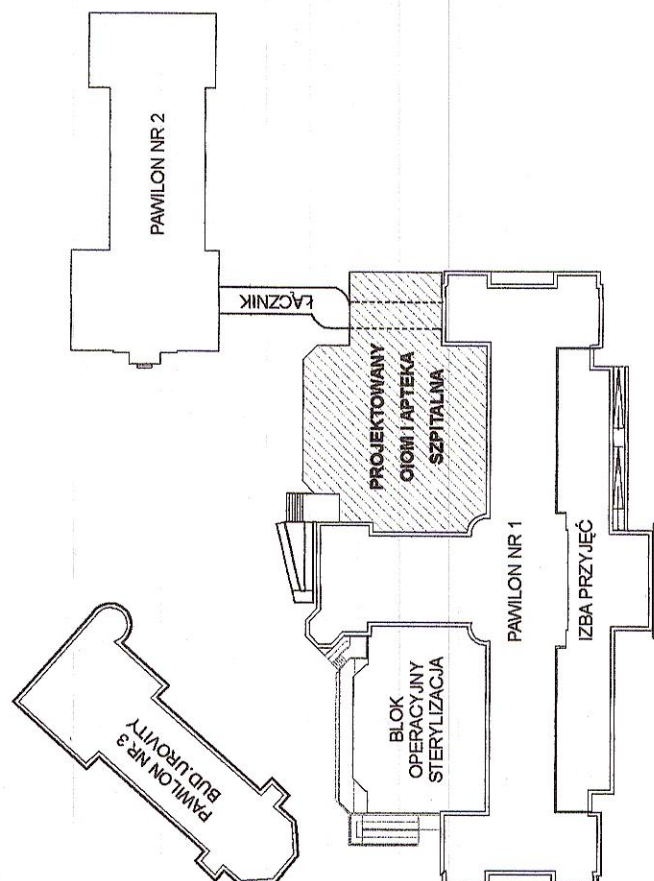 PAWILON NR 2
ŁĄCZNIK
PROJEKTOWANY
OIOM I APTEKA
SZPITALNA
PAWILON NR 1
IZBA PRZYJĘĆ
BLOK
OPERACYJNY
STERYLIZACJA
PAWILON NR 3
BUD.UROVITY